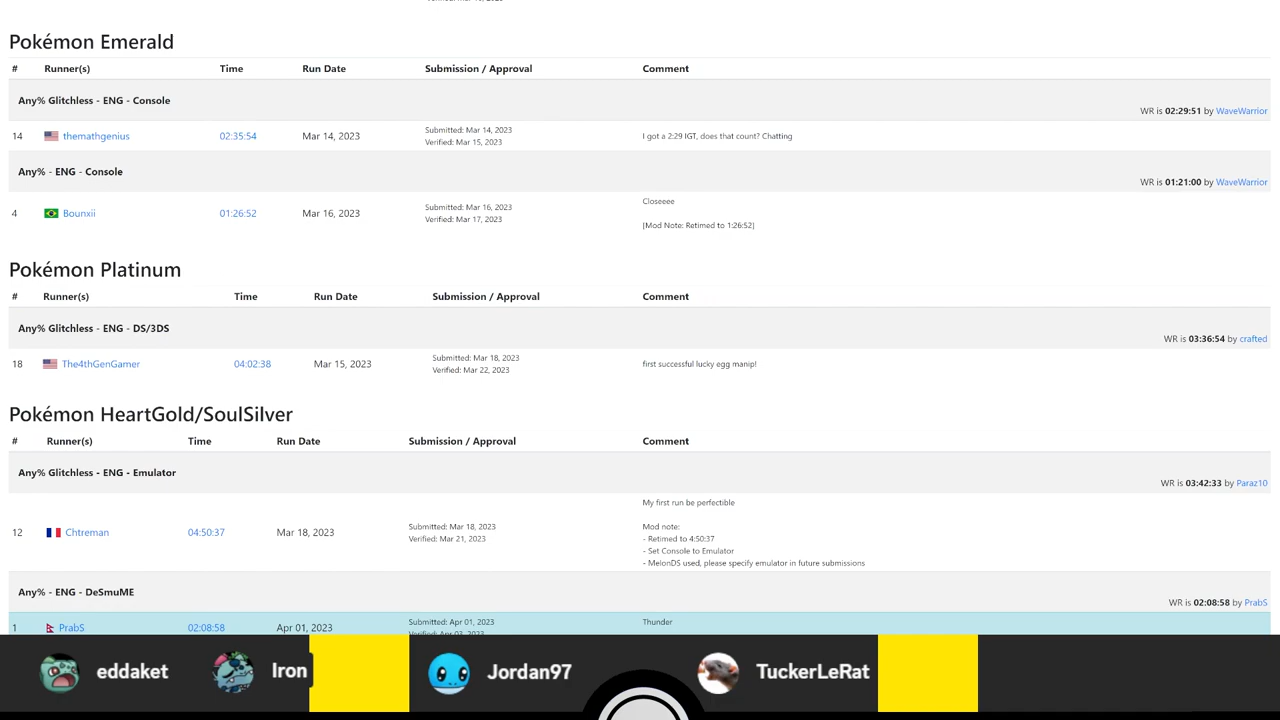 Pokémon Emerald
# Runner(s) Time Run Date Submission / Approval Comment
Any% Glitchless - ENG - Console
WR is 02:29:51 by WaveWarrior
14 themathgenius 02:35:54 Mar 14, 2023 Submitted: Mar 14, 2023 I got a 2:29 IGT, does that count? Chatting
Verified: Mar 15, 2023
Any% - ENG - Console
WR is 01:21:00 by WaveWarrior
Closeeee
4 Bounxii 01:26:52 Mar 16, 2023 Submitted: Mar 16, 2023
Verified: Mar 17, 2023
[Mod Note: Retimed to 1:26:52]
Pokémon Platinum
# Runner(s) Time Run Date Submission / Approval Comment
Any% Glitchless - ENG - DS/3DS
WR is 03:36:54 by crafted
18 The4thGenGamer 04:02:38 Mar 15, 2023 Submitted: Mar 18, 2023 first successful lucky egg manip!
Verified: Mar 22, 2023
Pokémon HeartGold/SoulSilver
# Runner(s) Time Run Date Submission / Approval Comment
Any% Glitchless - ENG - Emulator
WR is 03:42:33 by Paraz10
My first run be perfectible
12 Chtreman 04:50:37 Mar 18, 2023 Submitted: Mar 18, 2023 Mod note:
Verified: Mar 21, 2023 - Retimed to 4:50:37
- Set Console to Emulator
- MelonDS used, please specify emulator in future submissions
Any% - ENG - DeSmuME
WR is 02:08:58 by PrabS
1 PrabS 02:08:58 Apr 01, 2023 Submitted: Apr 01, 2023 Thunder
eddaket Iron Jordan97 TuckerLeRat